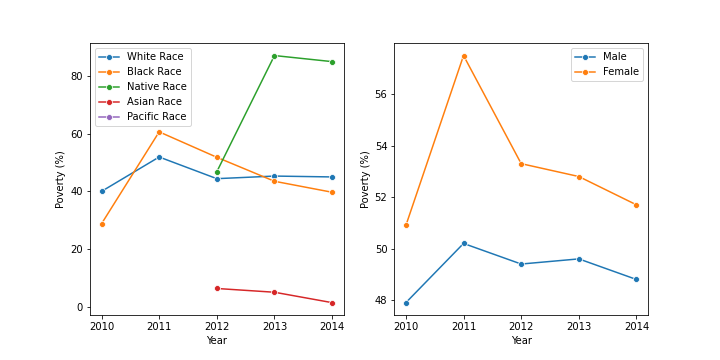 White Race
Black Race
Native Race
Asian Race
Pacific Race
80
60
40
20
0
Poverty (%)
2010 2011 2012 2013 2014
Year
Male
Female
56
54
52
50
48
Poverty (%)
2010 2011 2012 2013 2014
Year